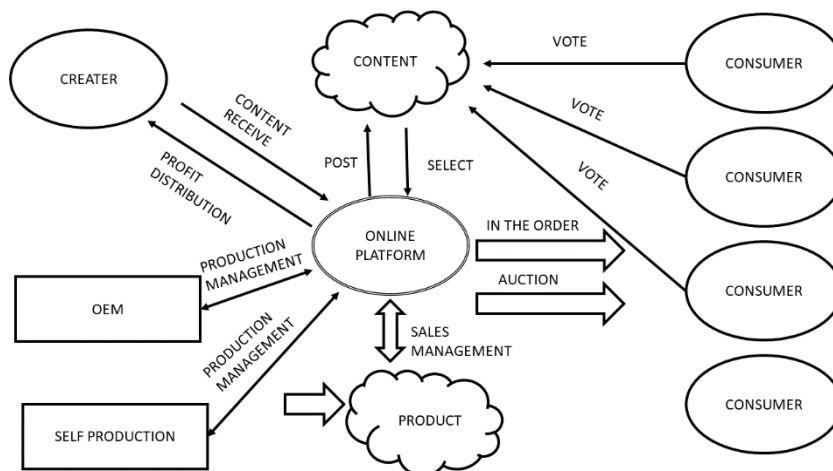 CREATER
CONTENT
RECEIVE
PROFIT
DISTRIBUTION
CONTENT
POST
SELECT
VOTE
VOTE
VOTE
CONSUMER
CONSUMER
CONSUMER
CONSUMER
ONLINE
PLATFORM
IN THE ORDER
AUCTION
PRODUCTION
MANAGEMENT
OEM
PRODUCTION
MANAGEMENT
SELF PRODUCTION
SALES
MANAGEMENT
PRODUCT